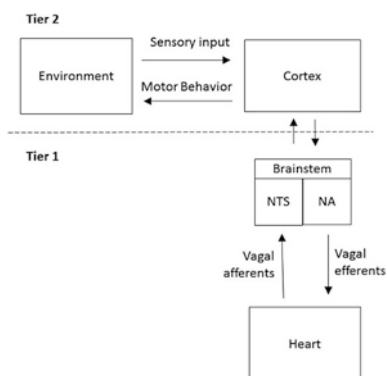 Tier 2
Sensory input
Environment
Cortex
Motor Behavior
Tier 1
Brainstem
NTS
NA
Vagal
afferents
Vagal
efferents
Heart